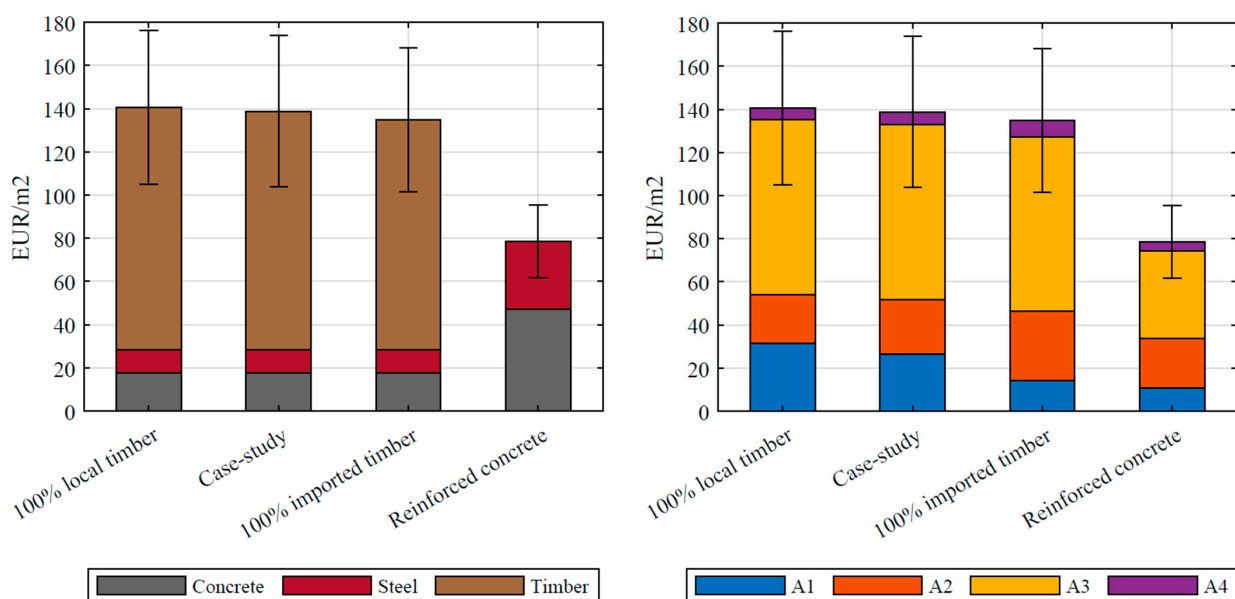 180
160
140
120
100
80
60
40
20
0
EUR/m2
100% local timber
Case-study
100% imported timber
Reinforced concrete
Concrete Steel Timber
180
160
140
120
100
80
60
40
20
0
EUR/m2
100% local timber
Case-study
100% imported timber
Reinforced concrete
A1 A2 A3 A4